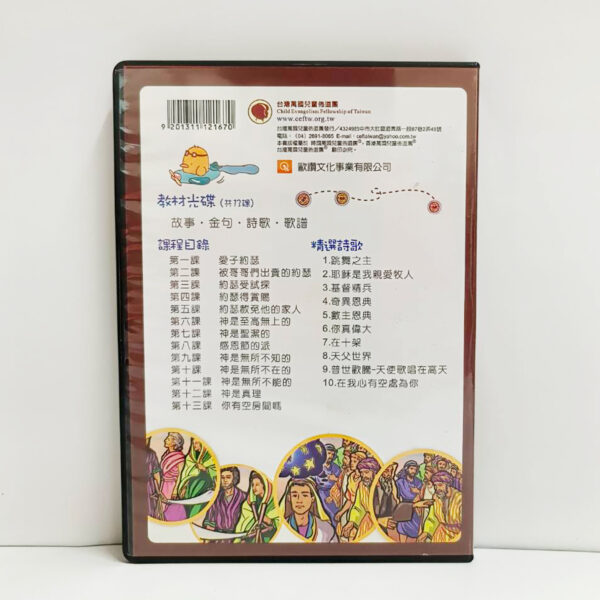 台灣萬國兒童佈道團
Child Evangelism Fellowship of Taiwan
www.ceftw.org.tw
9 201311 121670
歐讚文化事業有限公司
教材光碟 (共13課)
故事・金句・詩歌・歌譜
課程目錄
第一課 愛子約瑟
第二課 被哥哥們出賣的約瑟
第三課 約瑟受試探
第四課 約瑟得賞賜
第五課 約瑟赦免他的家人
第六課 神是至高無上的
第七課 神是聖潔的
第八課 感恩節的派
第九課 神是無所不知的
第十課 神是無所不在的
第十一課 神是無所不能的
第十二課 神是真理
第十三課 你有空房間嗎
精選詩歌
1.跳舞之主
2.耶穌是我親愛牧人
3.基督精兵
4.奇異恩典
5.數主恩典
6.你真偉大
7.在十架
8.天父世界
9.普世歡騰~天使歌唱在高天
10.在我心有空處為你